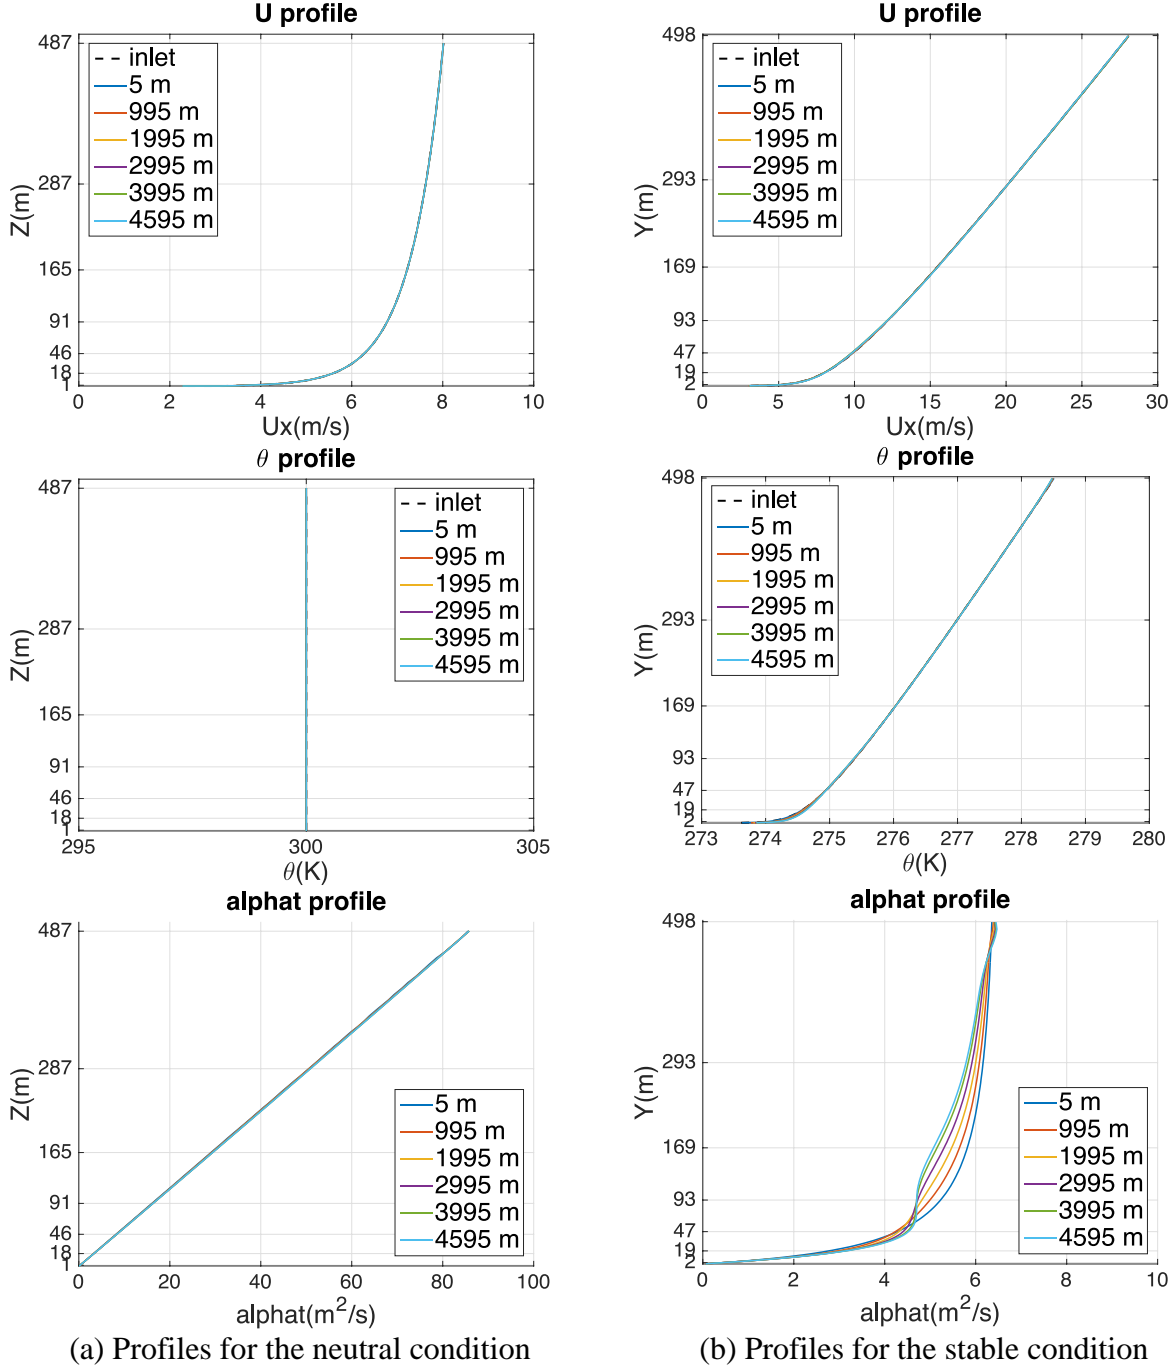 U profile
487
287
165
91
46
18
1
Z(m)
inlet
5 m
995 m
1995 m
2995 m
3995 m
4595 m
0 2 4 6 8 10
Ux(m/s)
U profile
498
293
169
93
47
19
2
Y(m)
inlet
5 m
995 m
1995 m
2995 m
3995 m
4595 m
0 5 10 15 20 25 30
Ux(m/s)
θ profile
487
287
165
91
46
18
1
Z(m)
inlet
5 m
995 m
1995 m
2995 m
3995 m
4595 m
295 300 305
θ(K)
θ profile
498
293
169
93
47
19
2
Y(m)
inlet
5 m
995 m
1995 m
2995 m
3995 m
4595 m
273 274 275 276 277 278 279 280
θ(K)
alphat profile
487
287
165
91
46
18
1
Z(m)
5 m
995 m
1995 m
2995 m
3995 m
4595 m
0 20 40 60 80 100
alphat(m²/s)
alphat profile
498
293
169
93
47
19
2
Y(m)
5 m
995 m
1995 m
2995 m
3995 m
4595 m
0 2 4 6 8 10
alphat(m²/s)
(a) Profiles for the neutral condition
(b) Profiles for the stable condition